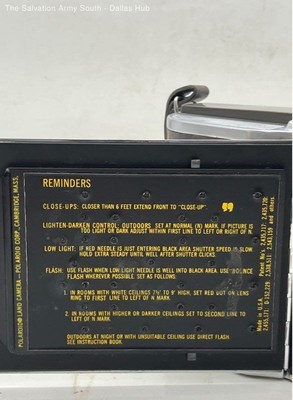 The Salvation Army South - Dallas Hub
REMINDERS
CLOSE-UPS: CLOSER THAN 6 FEET EXTEND FRONT TO "CLOSE-UP".
LIGHTEN-DARKEN CONTROL: OUTDOORS SET AT NORMAL (N) MARK. IF PICTURE IS
TOO LIGHT OR DARK ADJUST WITHIN FIRST LINE TO LEFT OR RIGHT OF N.
LOW LIGHT: IF RED NEEDLE IS JUST ENTERING BLACK AREA SHUTTER SPEED IS SLOW
HOLD EXTRA STEADY UNTIL WELL AFTER SHUTTER CLICKS.
FLASH: USE FLASH WHEN LOW LIGHT NEEDLE IS WELL INTO BLACK AREA. USE BOUNCE
FLASH WHEREVER POSSIBLE. SET AS FOLLOWS
1. IN ROOMS WITH WHITE CEILINGS 7½ TO 9' HIGH, SET RED DOT ON LENS
RING TO FIRST LINE TO LEFT OF N MARK.
2. IN ROOMS WITH HIGHER OR DARKER CEILINGS SET TO SECOND LINE TO
LEFT OF N MARK.
OUTDOORS AT NIGHT OR WITH UNSUITABLE CEILING USE DIRECT FLASH
SEE INSTRUCTION BOOK.
POLAROID® LAND CAMERA — POLAROID CORP., CAMBRIDGE, MASS.
Made in U.S.A.
and others